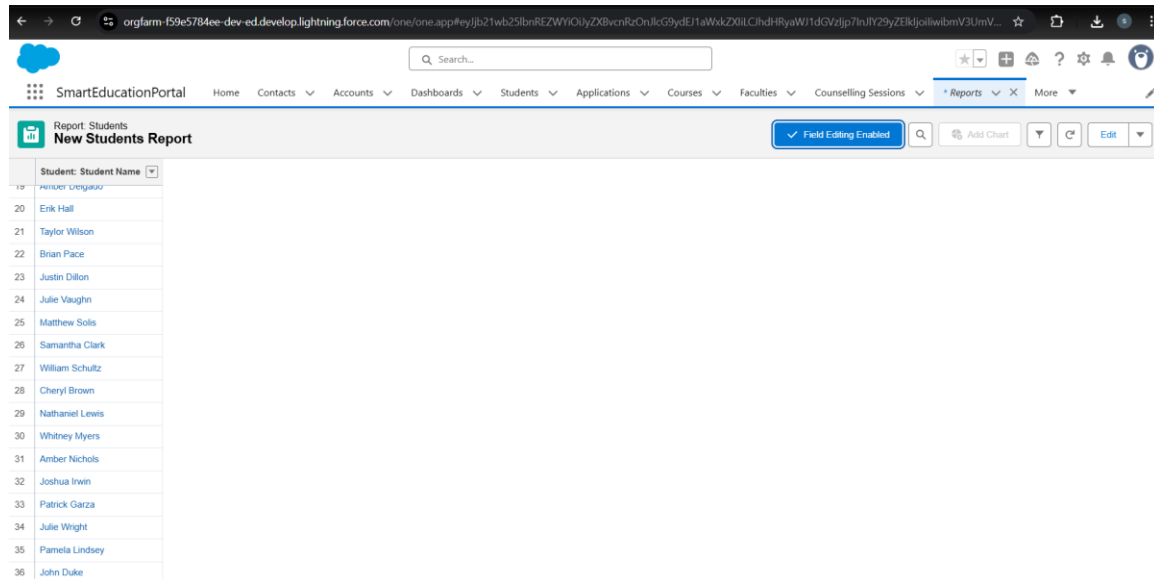 orgfarm-f59e5784ee-dev-ed.develop.lightning.force.com/one/one.app#
Search...
SmartEducationPortal Home Contacts Accounts Dashboards Students Applications Courses Faculties Counselling Sessions * Reports More
Report: Students
New Students Report
Field Editing Enabled Add Chart Edit
Student: Student Name
19 Amber Delgado
20 Erik Hall
21 Taylor Wilson
22 Brian Pace
23 Justin Dillon
24 Julie Vaughn
25 Matthew Solis
26 Samantha Clark
27 William Schultz
28 Cheryl Brown
29 Nathaniel Lewis
30 Whitney Myers
31 Amber Nichols
32 Joshua Irwin
33 Patrick Garza
34 Julie Wright
35 Pamela Lindsey
36 John Duke